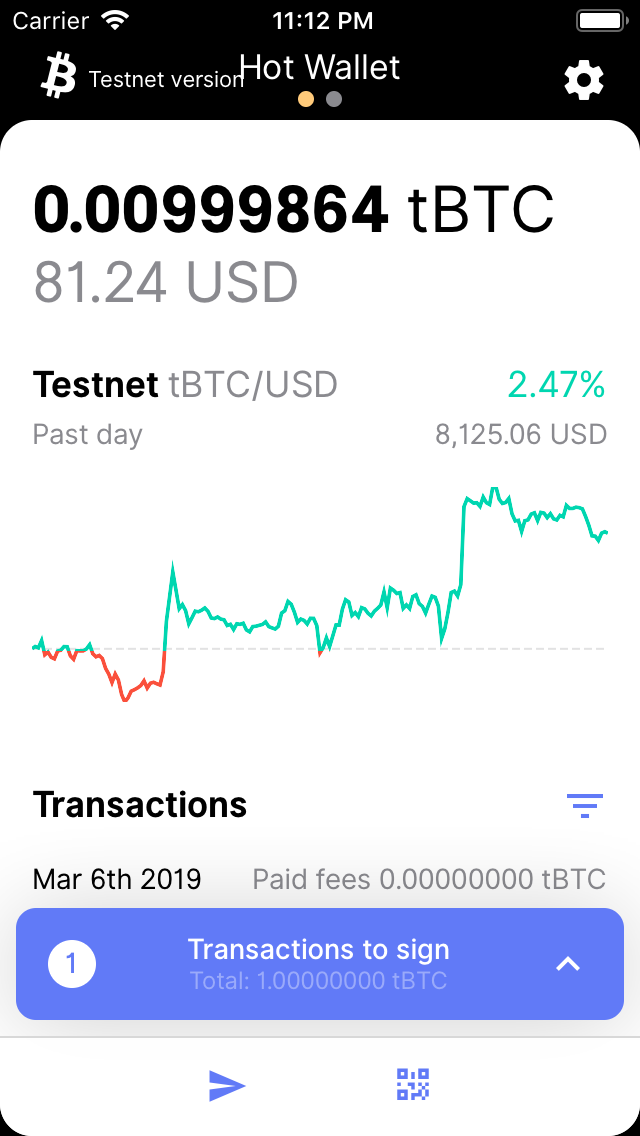 Carrier 11:12 PM
Hot Wallet
Testnet version
0.00999864 tBTC
81.24 USD
Testnet tBTC/USD 2.47%
Past day 8,125.06 USD
Transactions
Mar 6th 2019 Paid fees 0.00000000 tBTC
1 Transactions to sign
Total: 1.00000000 tBTC